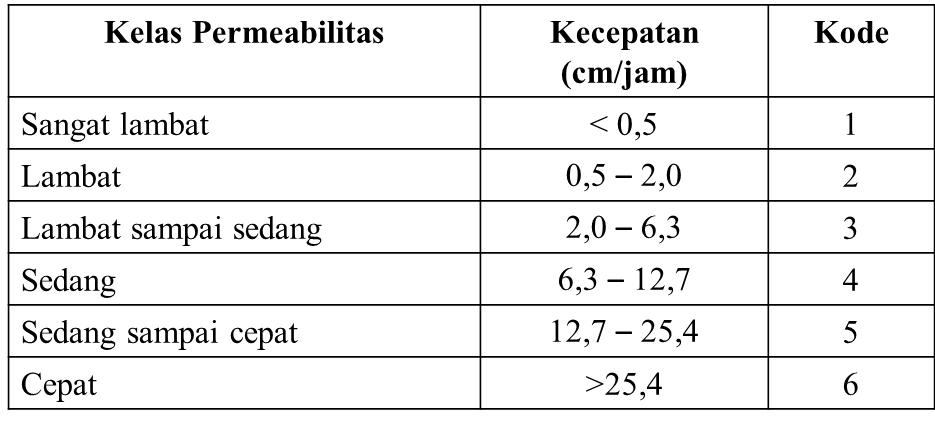 Kelas Permeabilitas Kecepatan (cm/jam) Kode
Sangat lambat < 0,5 1
Lambat 0,5 – 2,0 2
Lambat sampai sedang 2,0 – 6,3 3
Sedang 6,3 – 12,7 4
Sedang sampai cepat 12,7 – 25,4 5
Cepat >25,4 6